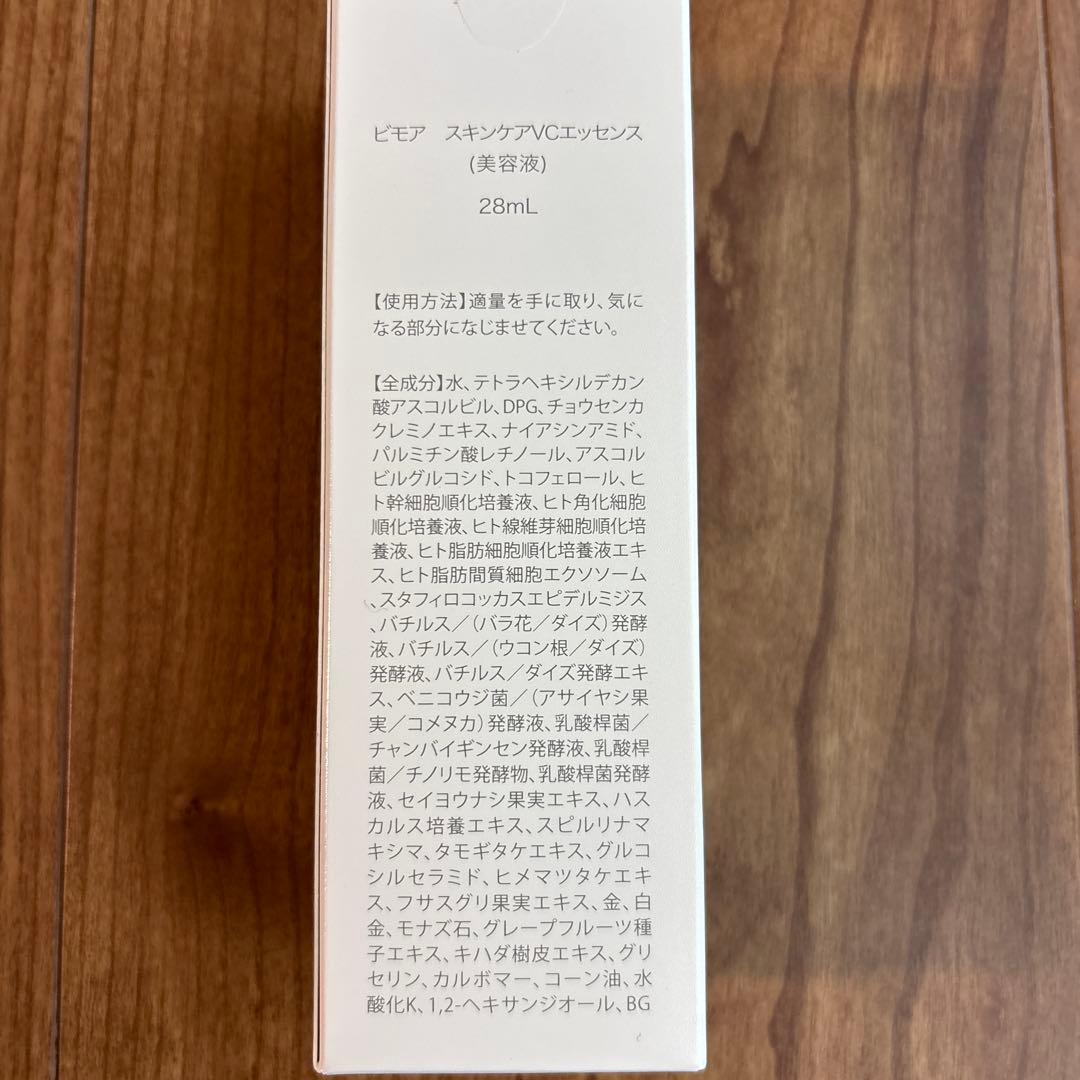 ビモア　スキンケアVCエッセンス
(美容液)
28mL
【使用方法】適量を手に取り、気に
なる部分になじませてください。
【全成分】水、テトラヘキシルデカン
酸アスコルビル、DPG、チョウセンカ
クレミノエキス、ナイアシンアミド、
パルミチン酸レチノール、アスコル
ビルグルコシド、トコフェロール、ヒ
ト幹細胞順化培養液、ヒト角化細胞
順化培養液、ヒト線維芽細胞順化培
養液、ヒト脂肪細胞順化培養液エキ
ス、ヒト脂肪間質細胞エクソソーム
、スタフィロコッカスエピデルミジス
、バチルス／（バラ花／ダイズ）発酵
液、バチルス／（ウコン根／ダイズ）
発酵液、バチルス／ダイズ発酵エキ
ス、ベニコウジ菌／（アサイヤシ果
実／コメヌカ）発酵液、乳酸桿菌／
チャンバイギンセン発酵液、乳酸桿
菌／チノリモ発酵物、乳酸桿菌発酵
液、セイヨウナシ果実エキス、ハス
カルス培養エキス、スピルリナマ
キシマ、タモギタケエキス、グルコ
シルセラミド、ヒメマツタケエキ
ス、フサスグリ果実エキス、金、白
金、モナズ石、グレープフルーツ種
子エキス、キハダ樹皮エキス、グリ
セリン、カルボマー、コーン油、水
酸化K、1,2-ヘキサンジオール、BG